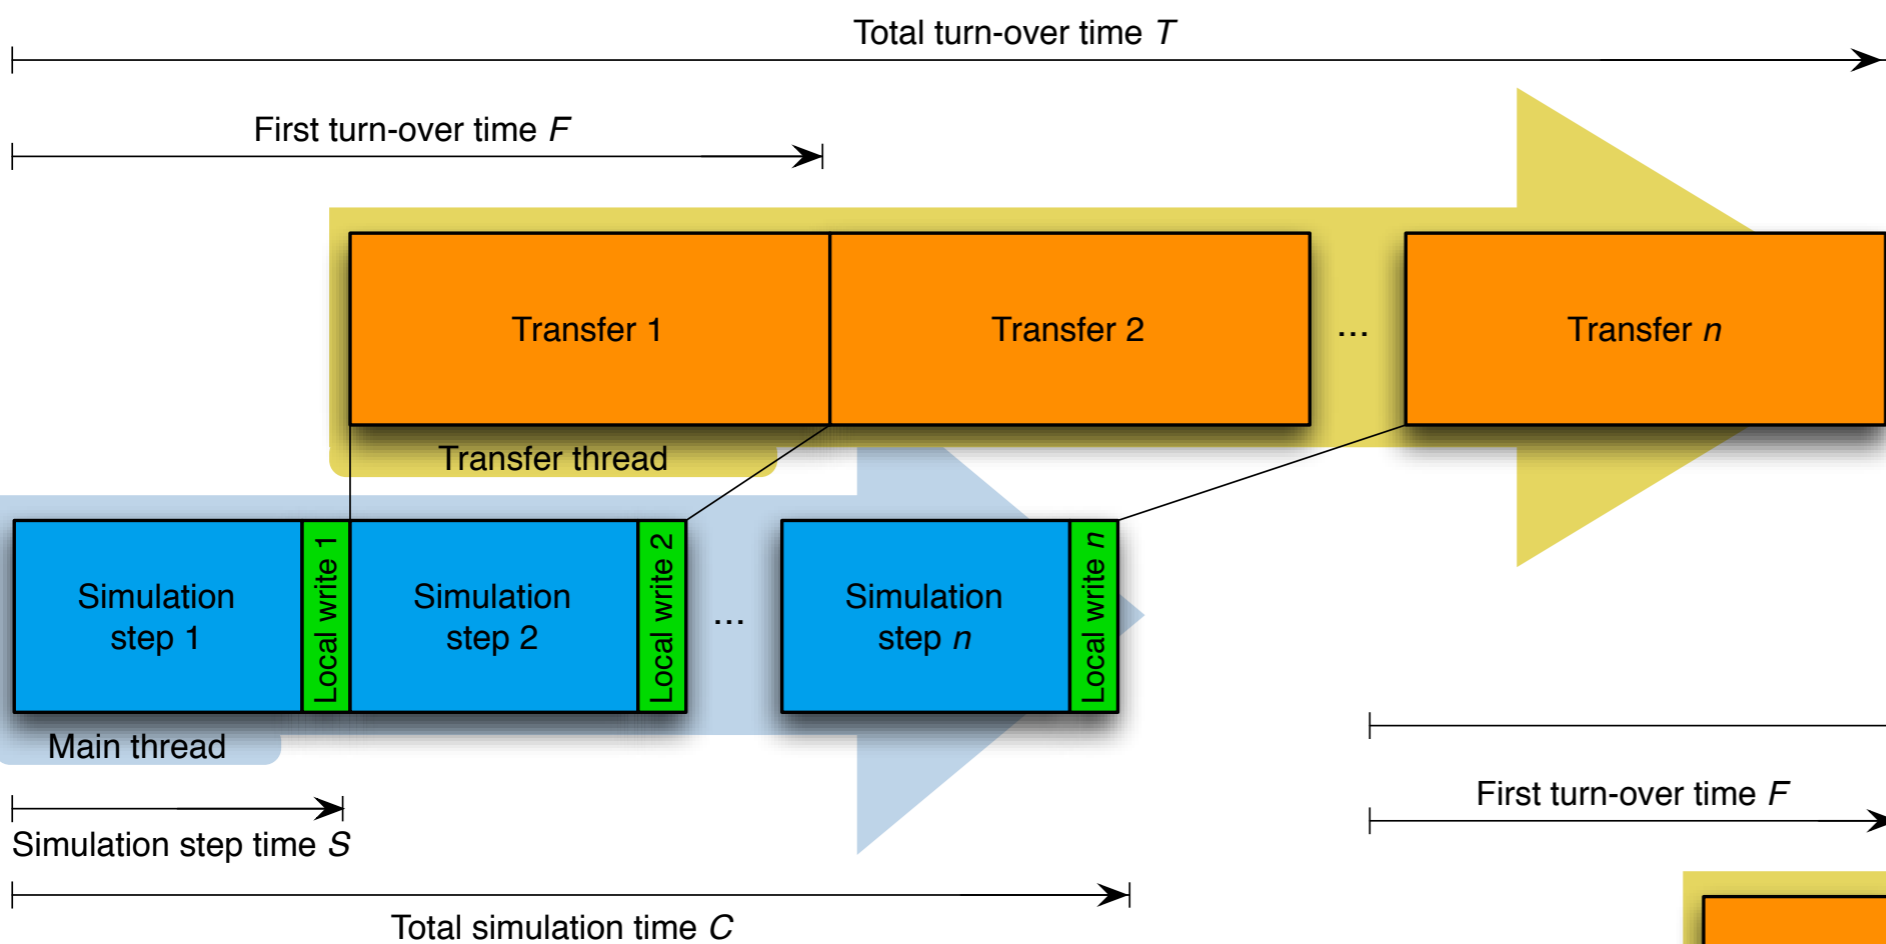 Total turn-over time T
First turn-over time F
Transfer 1
Transfer 2
...
Transfer n
Transfer thread
Simulation
step 1
Local write 1
Simulation
step 2
Local write 2
...
Simulation
step n
Local write n
Main thread
Simulation step time S
Total simulation time C
First turn-over time F